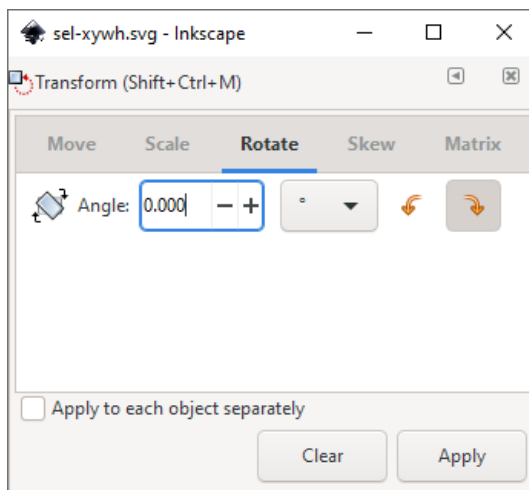 sel-xywh.svg - Inkscape
Transform (Shift+Ctrl+M)
Move Scale Rotate Skew Matrix
Angle: 0.000 °
Apply to each object separately
Clear Apply